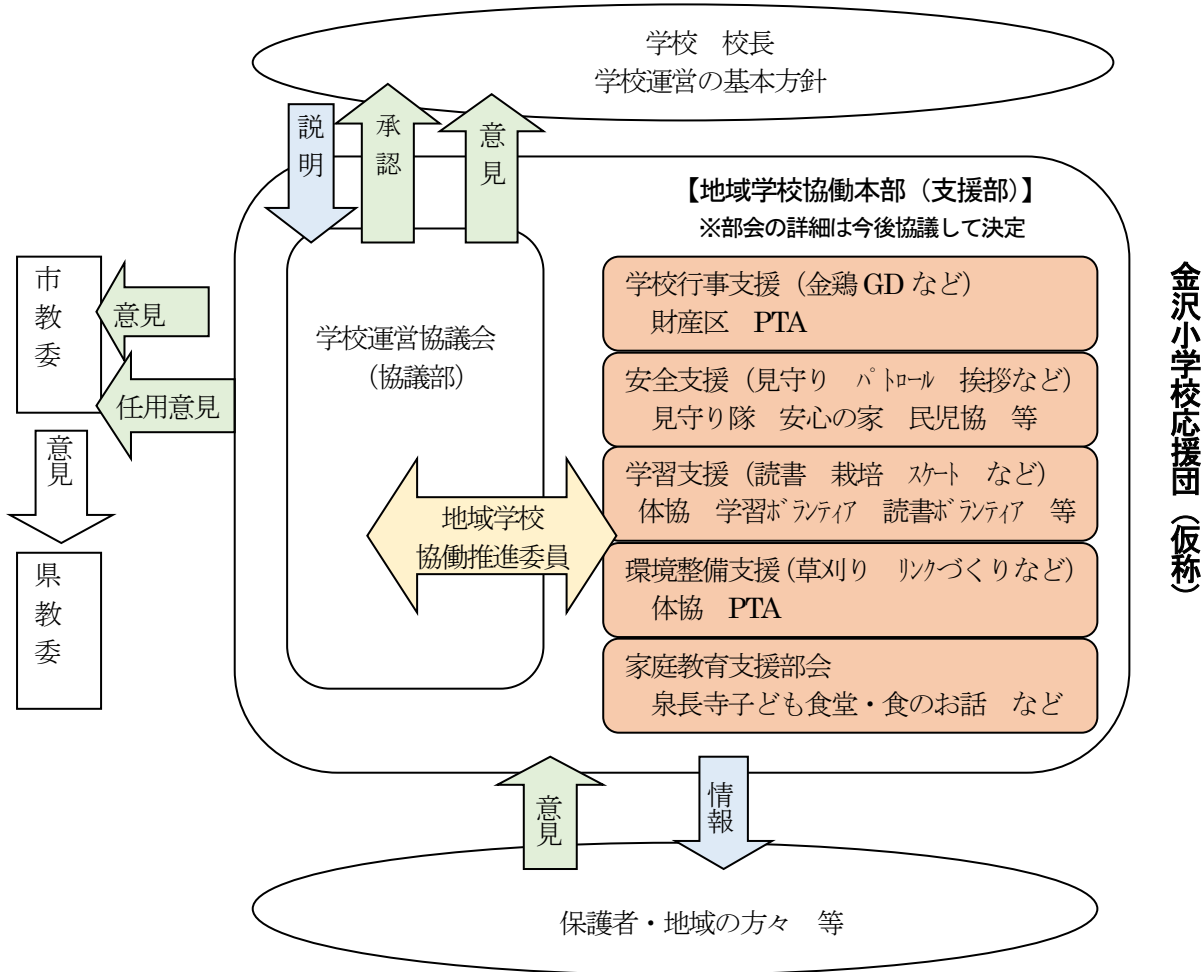 学校　校長
学校運営の基本方針
説明
承認
意見
【地域学校協働本部（支援部）】
※部会の詳細は今後協議して決定
市教委
意見
任用意見
意見
県教委
学校運営協議会
（協議部）
地域学校
協働推進委員
学校行事支援（金鶏 GD など）
財産区　PTA
安全支援（見守り　ﾊﾟﾄﾛｰﾙ　挨拶など）
見守り隊　安心の家　民児協　等
学習支援（読書　栽培　ｽｹｰﾄ　など）
体協　学習ﾎﾞﾗﾝﾃｨｱ　読書ﾎﾞﾗﾝﾃｨｱ　等
環境整備支援（草刈り　ﾘﾝｸづくりなど）
体協　PTA
家庭教育支援部会
泉長寺子ども食堂・食のお話　など
金沢小学校応援団（仮称）
意見
情報
保護者・地域の方々　等